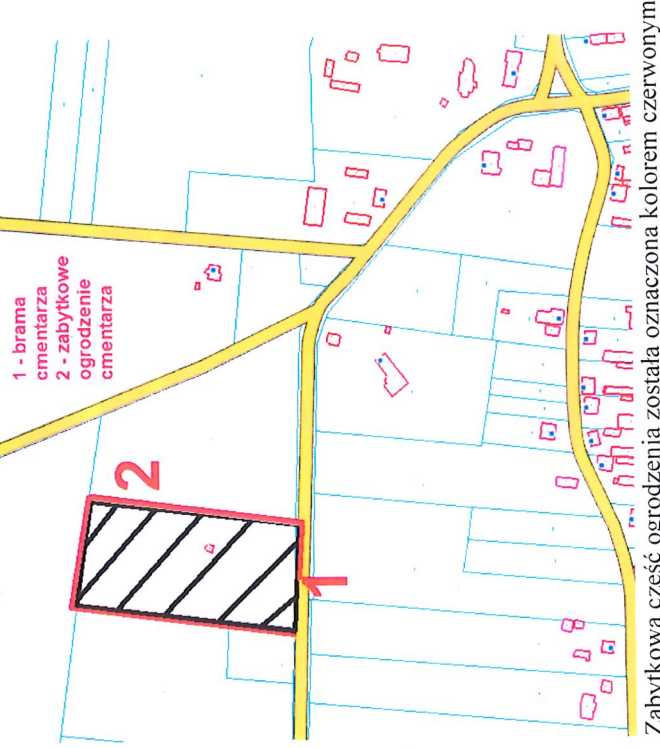 1 - brama
cmentarza
2 - zabytkowe
ogrodzenie
cmentarza
2
1
Zabytkowa część ogrodzenia została oznaczona kolorem czerwonym